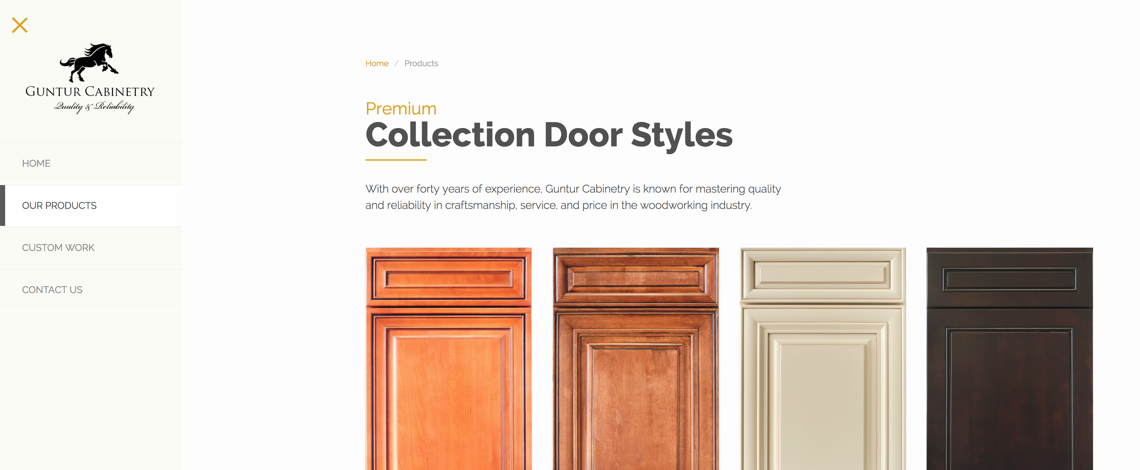 GUNTUR CABINETRY
Quality & Reliability
HOME
OUR PRODUCTS
CUSTOM WORK
CONTACT US
Home / Products
Premium
Collection Door Styles
With over forty years of experience, Guntur Cabinetry is known for mastering quality
and reliability in craftsmanship, service, and price in the woodworking industry.